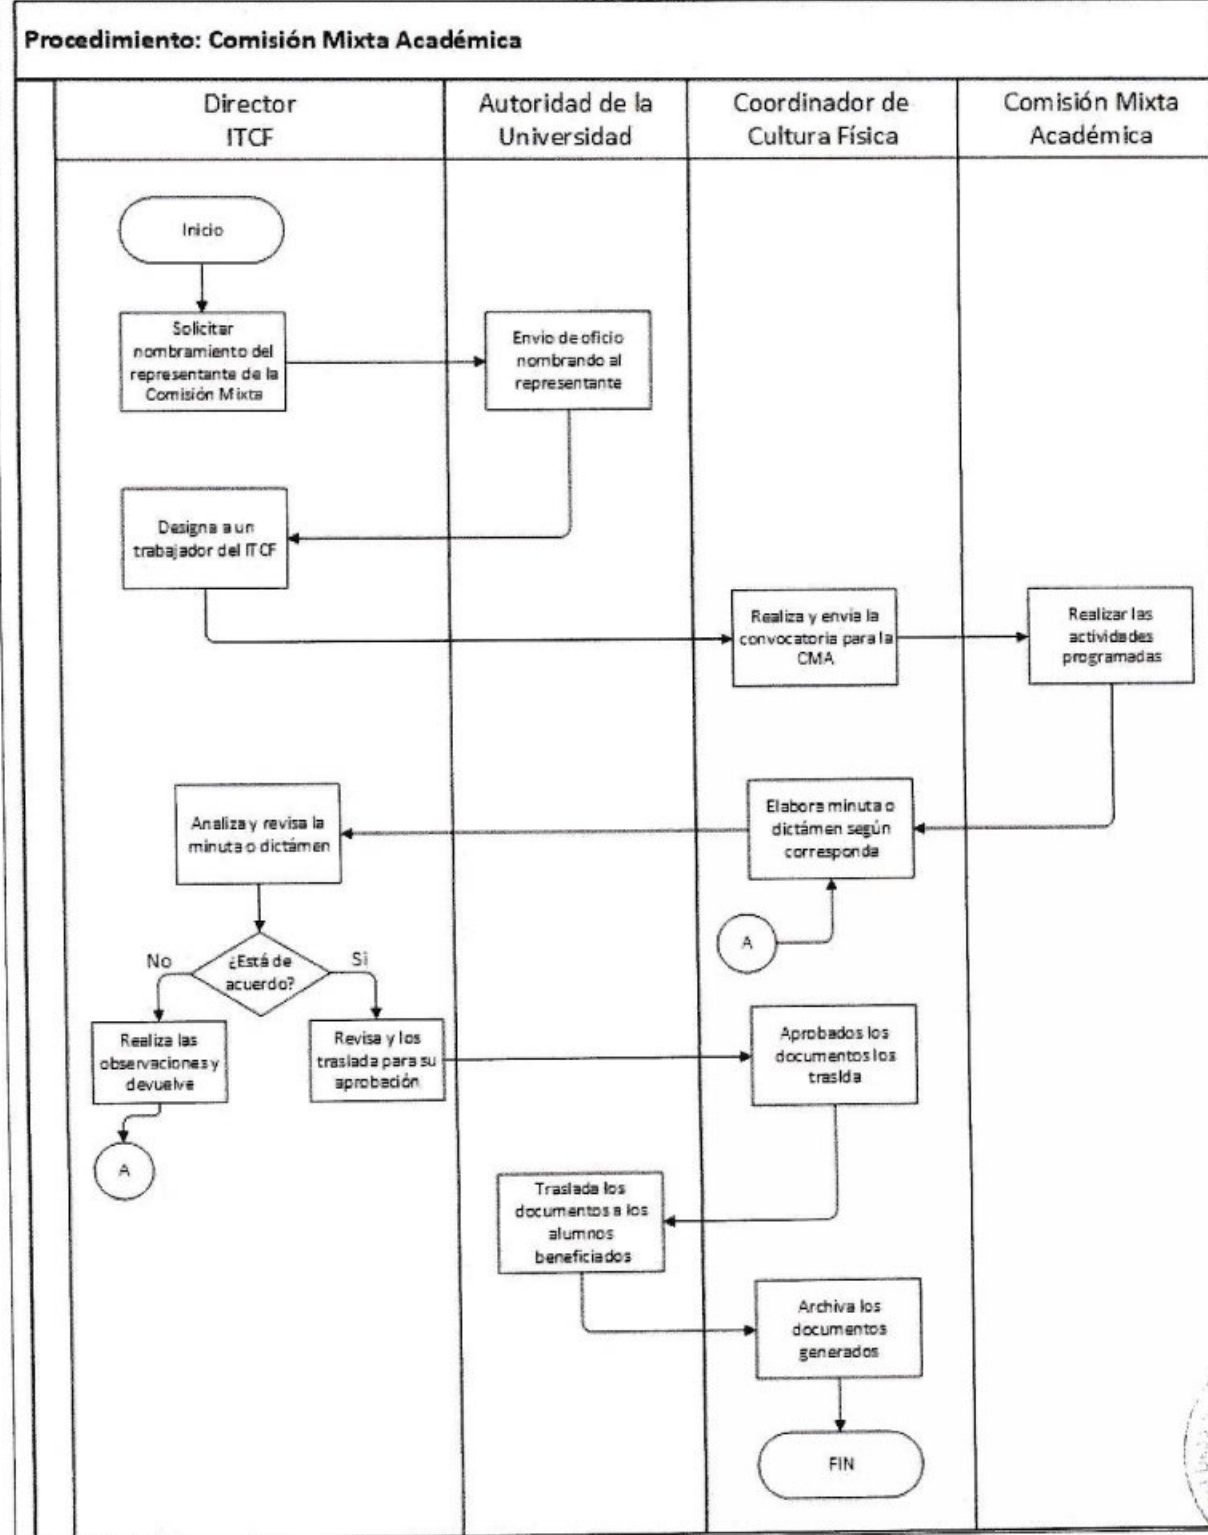 Procedimiento: Comisión Mixta Académica
Director
ITCF
Autoridad de la
Universidad
Coordinador de
Cultura Física
Comisión Mixta
Académica
Inicio
Solicitar
nombramiento del
representante de la
Comisión Mixta
Envio de oficio
nombrando al
representante
Designa a un
trabajador del ITCF
Realiza y envia la
convocatoria para la
CMA
Realizar las
actividades
programadas
Elabora minuta o
dictámen según
corresponda
Analiza y revisa la
minuta o dictámen
A
¿Está de
acuerdo?
No
Si
Realiza las
observaciones y
devuelve
Revisa y los
traslada para su
aprobación
Aprobados los
documentos los
traslda
A
Traslada los
documentos a los
alumnos
beneficiados
Archiva los
documentos
generados
FIN